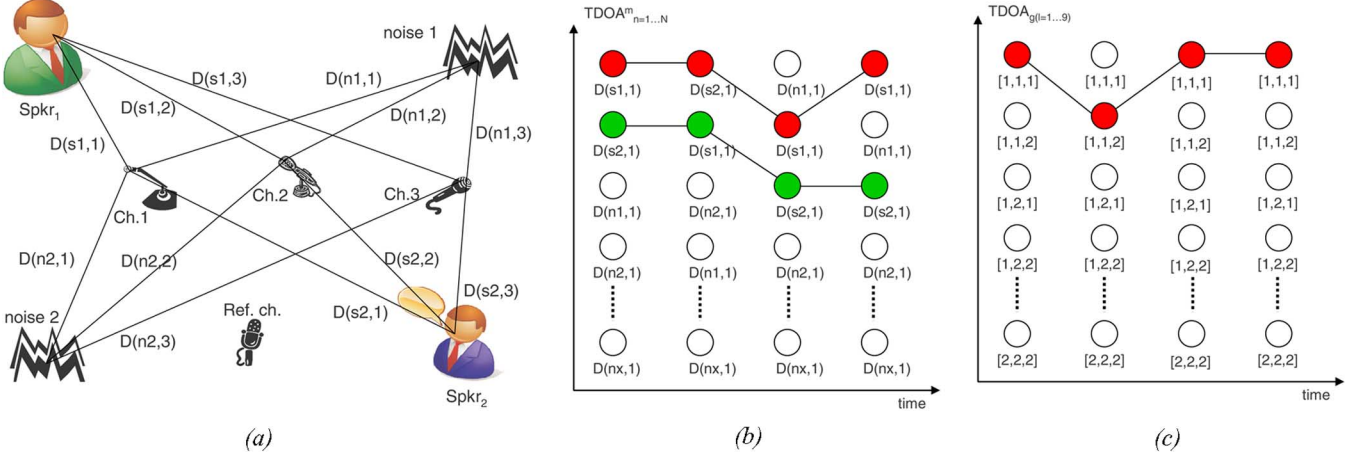 Spkr1
D(s1,1)
D(s1,2)
D(s1,3)
noise 1
D(n1,1)
D(n1,2)
D(n1,3)
Ch.1
Ch.2
Ch.3
D(n2,1)
D(n2,2)
D(n2,3)
noise 2
Ref. ch.
D(s2,1)
D(s2,2)
D(s2,3)
Spkr2
(a)
TDOA^m n=1...N
D(s1,1) D(s2,1) D(n1,1) D(s1,1)
D(s2,1) D(s1,1) D(s1,1) D(n1,1)
D(n1,1) D(n2,1) D(s2,1) D(s2,1)
D(n2,1) D(n1,1) D(n2,1) D(n2,1)
D(nx,1) D(nx,1) D(nx,1) D(nx,1)
time
(b)
TDOA g(l=1...9)
[1,1,1] [1,1,1] [1,1,1] [1,1,1]
[1,1,2] [1,1,2] [1,1,2] [1,1,2]
[1,2,1] [1,2,1] [1,2,1] [1,2,1]
[1,2,2] [1,2,2] [1,2,2] [1,2,2]
[2,2,2] [2,2,2] [2,2,2] [2,2,2]
time
(c)